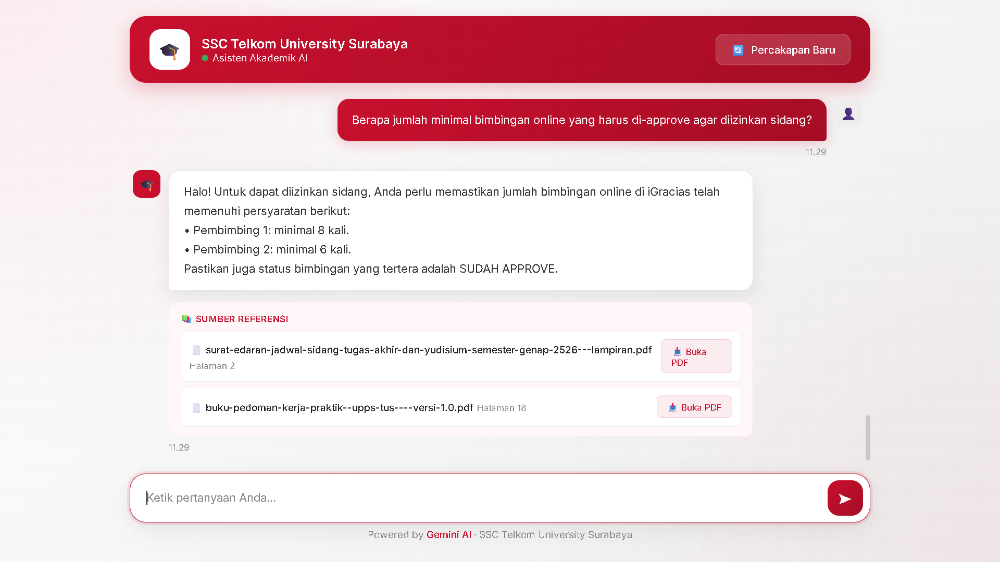 SSC Telkom University Surabaya
Asisten Akademik AI
Percakapan Baru
Berapa jumlah minimal bimbingan online yang harus di-approve agar diizinkan sidang?
11.29
Halo! Untuk dapat diizinkan sidang, Anda perlu memastikan jumlah bimbingan online di iGracias telah
memenuhi persyaratan berikut:
• Pembimbing 1: minimal 8 kali.
• Pembimbing 2: minimal 6 kali.
Pastikan juga status bimbingan yang tertera adalah SUDAH APPROVE.
SUMBER REFERENSI
surat-edaran-jadwal-sidang-tugas-akhir-dan-yudisium-semester-genap-2526---lampiran.pdf
Halaman 2
Buka
PDF
buku-pedoman-kerja-praktik--upps-tus----versi-1.0.pdf Halaman 18
Buka PDF
11.29
Ketik pertanyaan Anda...
Powered by Gemini AI · SSC Telkom University Surabaya